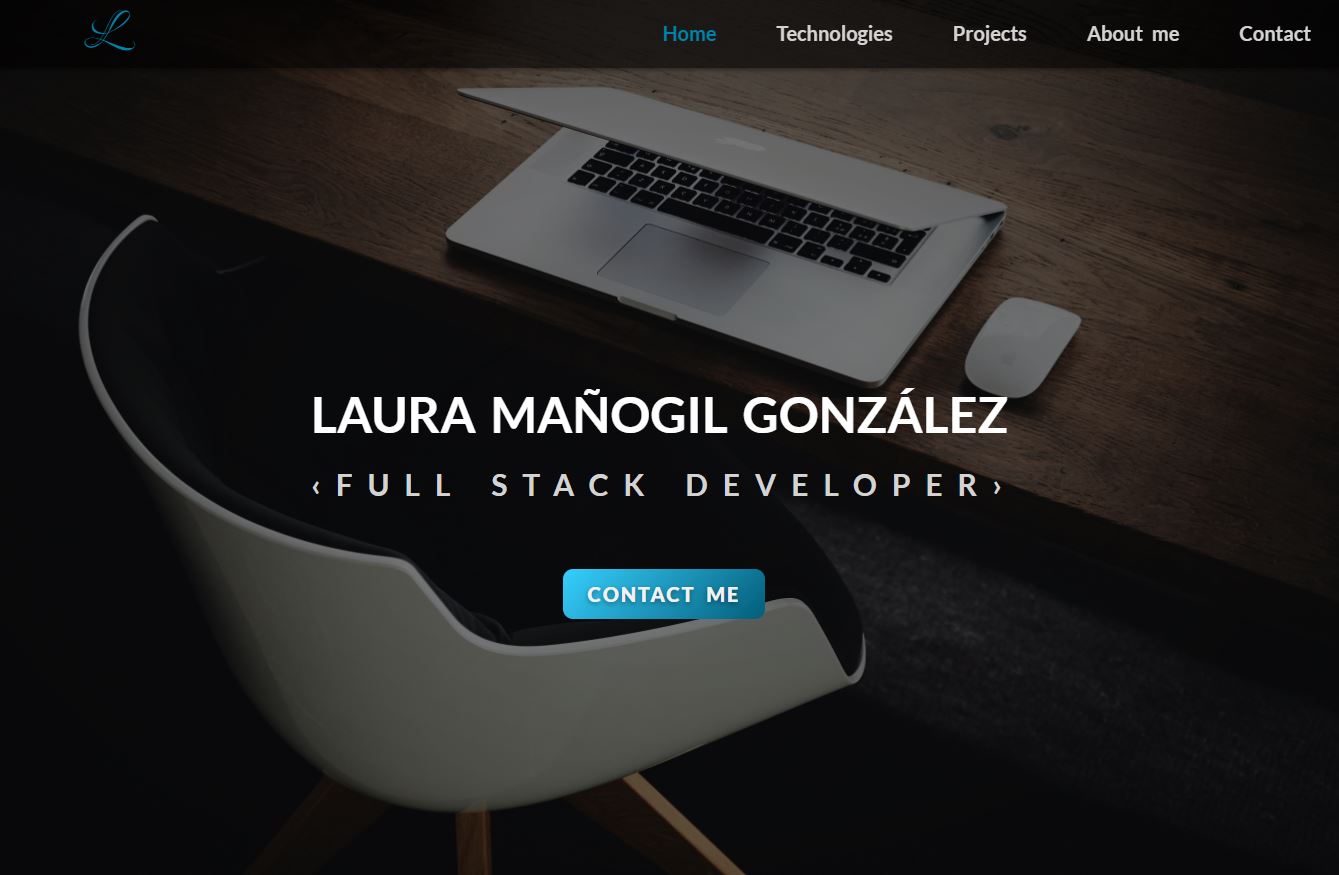 L
Home Technologies Projects About me Contact
LAURA MAÑOGIL GONZÁLEZ
‹FULL STACK DEVELOPER›
CONTACT ME